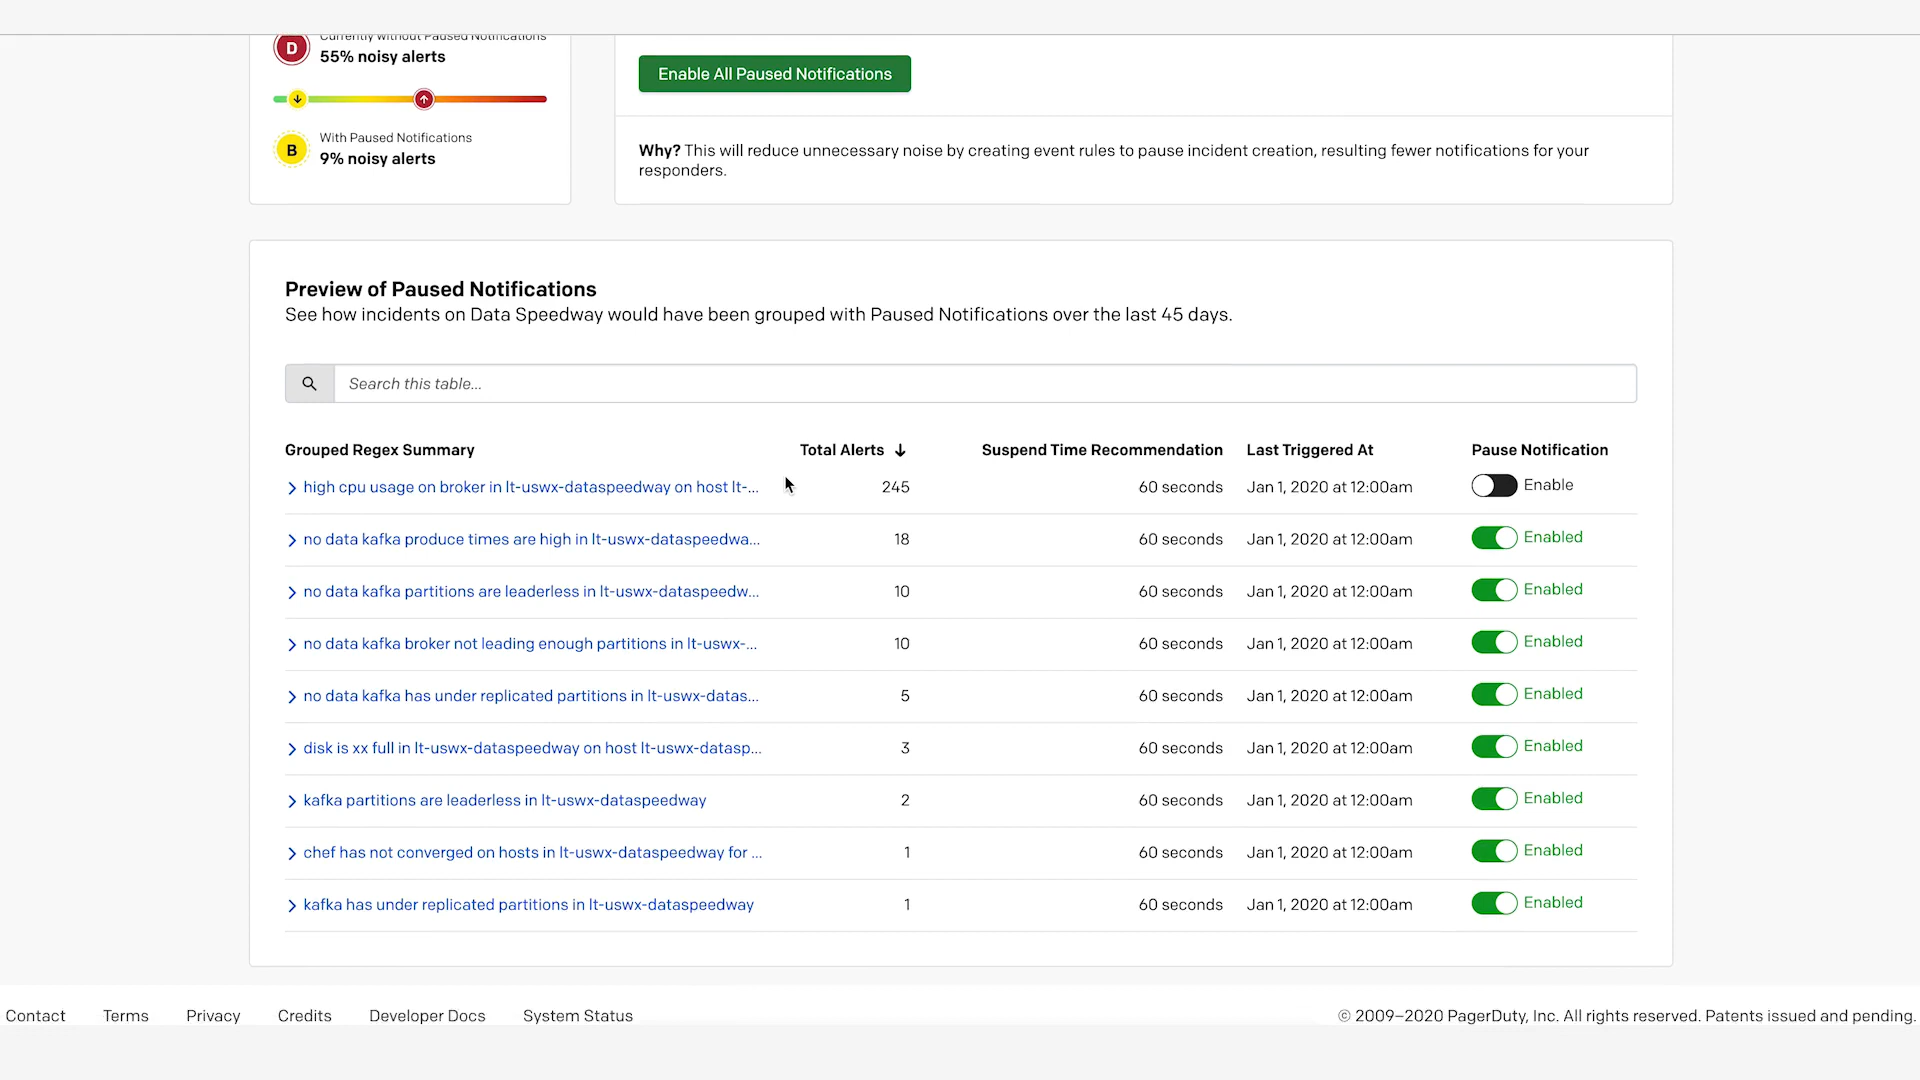 Currently without Paused Notifications
D
55% noisy alerts
With Paused Notifications
B
9% noisy alerts
Enable All Paused Notifications
Why? This will reduce unnecessary noise by creating event rules to pause incident creation, resulting fewer notifications for your
responders.
Preview of Paused Notifications
See how incidents on Data Speedway would have been grouped with Paused Notifications over the last 45 days.
Search this table...
Grouped Regex Summary Total Alerts Suspend Time Recommendation Last Triggered At Pause Notification
high cpu usage on broker in lt-uswx-dataspeedway on host lt-... 245 60 seconds Jan 1, 2020 at 12:00am Enable
no data kafka produce times are high in lt-uswx-dataspeedwa... 18 60 seconds Jan 1, 2020 at 12:00am Enabled
no data kafka partitions are leaderless in lt-uswx-dataspeedw... 10 60 seconds Jan 1, 2020 at 12:00am Enabled
no data kafka broker not leading enough partitions in lt-uswx-... 10 60 seconds Jan 1, 2020 at 12:00am Enabled
no data kafka has under replicated partitions in lt-uswx-datas... 5 60 seconds Jan 1, 2020 at 12:00am Enabled
disk is xx full in lt-uswx-dataspeedway on host lt-uswx-datasp... 3 60 seconds Jan 1, 2020 at 12:00am Enabled
kafka partitions are leaderless in lt-uswx-dataspeedway 2 60 seconds Jan 1, 2020 at 12:00am Enabled
chef has not converged on hosts in lt-uswx-dataspeedway for ... 1 60 seconds Jan 1, 2020 at 12:00am Enabled
kafka has under replicated partitions in lt-uswx-dataspeedway 1 60 seconds Jan 1, 2020 at 12:00am Enabled
Contact Terms Privacy Credits Developer Docs System Status © 2009–2020 PagerDuty, Inc. All rights reserved. Patents issued and pending.